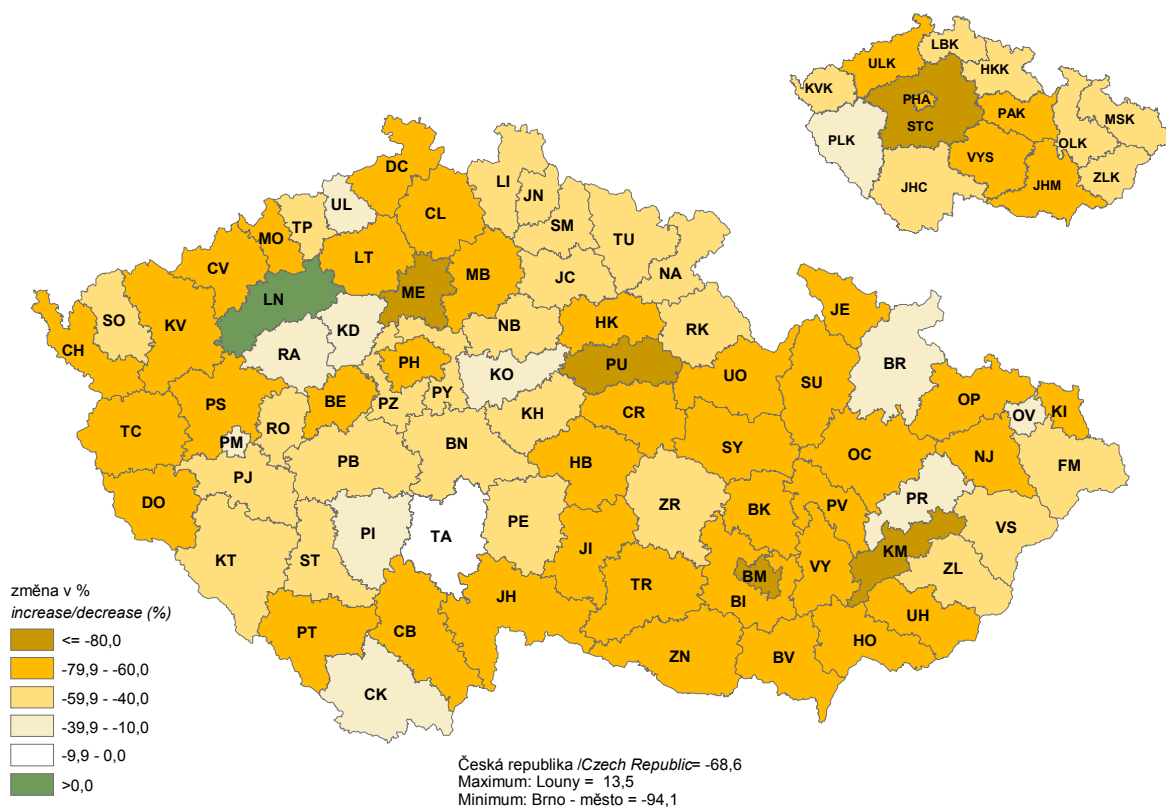 LBK
ULK
HKK
KVK
PHA
PAK
MSK
STC
PLK
OLK
VYS
ZLK
JHC
JHM
DC
LI
JN
UL
CL
SM
TP
TU
MO
LT
CV
MB
NA
JC
ME
LN
JE
SO
KV
KD
NB
HK
RK
CH
RA
PH
KO
PU
BR
UO
SU
PS
BE
PZ
PY
KH
CR
OP
KI
OV
TC
RO
PM
BN
SY
OC
NJ
PB
HB
FM
PJ
DO
ZR
PR
BK
PV
VS
PI
TA
PE
KT
ST
JI
KM
BM
VY
ZL
TR
BI
JH
UH
PT
CB
HO
ZN
BV
CK
změna v %
increase/decrease (%)
<= -80,0
-79,9 - -60,0
-59,9 - -40,0
-39,9 - -10,0
-9,9 - 0,0
>0,0
Česká republika /Czech Republic= -68,6
Maximum: Louny = 13,5
Minimum: Brno - město = -94,1